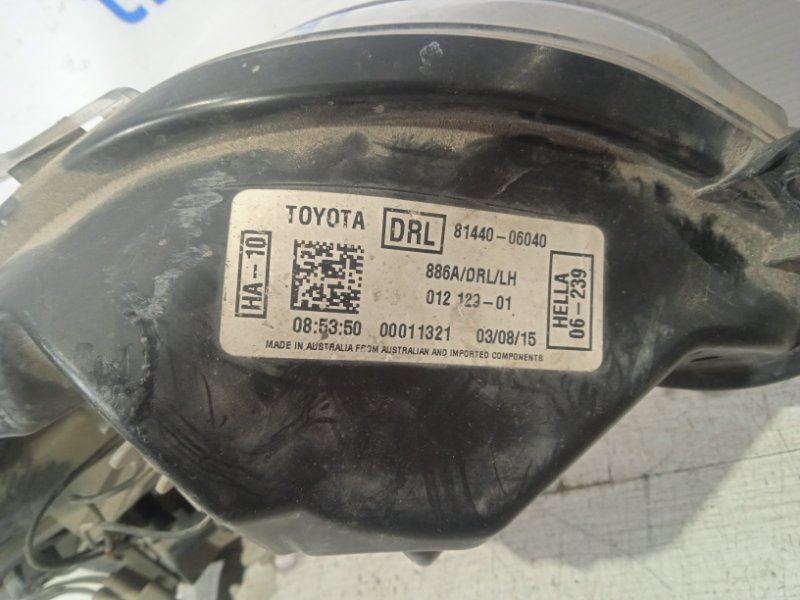 TOYOTA DRL 81440-06040
HA-10
886A/DRL/LH
012 123-01
HELLA
06-239
08:53:50 00011321 03/08/15
MADE IN AUSTRALIA FROM AUSTRALIAN AND IMPORTED COMPONENTS